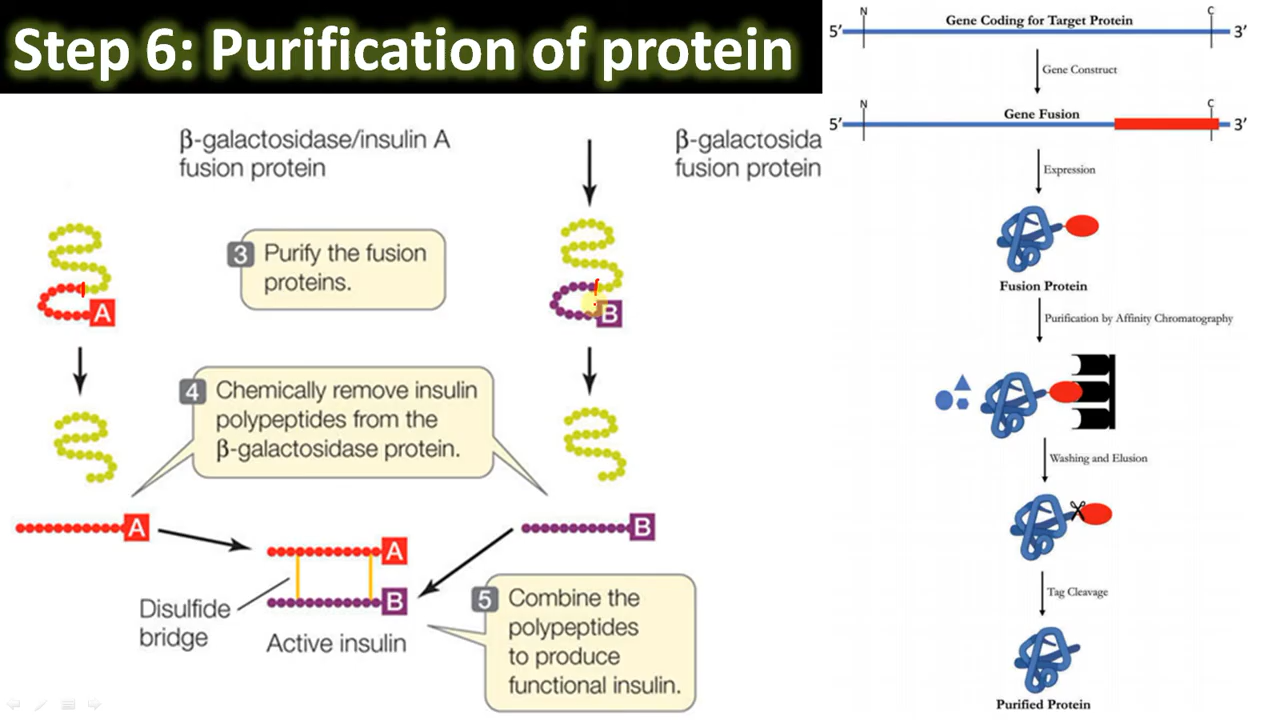 Step 6: Purification of protein
β-galactosidase/insulin A
fusion protein
β-galactosida
fusion protein
3 Purify the fusion
proteins.
A
B
4 Chemically remove insulin
polypeptides from the
β-galactosidase protein.
A
B
A
B
Disulfide
bridge
Active insulin
5 Combine the
polypeptides
to produce
functional insulin.
N
C
Gene Coding for Target Protein
5′
3′
Gene Construct
N
C
Gene Fusion
5′
3′
Expression
Fusion Protein
Purification by Affinity Chromatography
Washing and Elusion
Tag Cleavage
Purified Protein